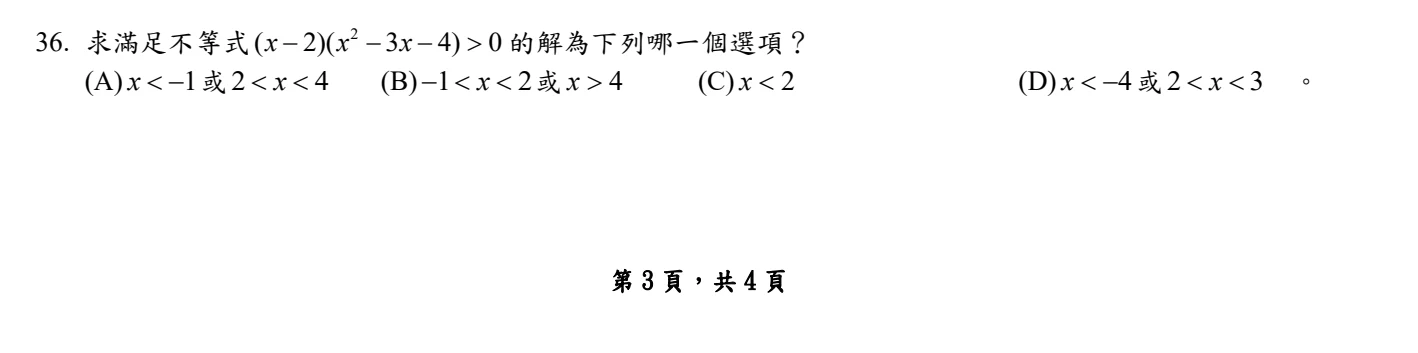 36. 求滿足不等式(x−2)(x²−3x−4)>0的解為下列哪一個選項？
(A)x<−1或2<x<4 (B)−1<x<2或x>4 (C)x<2 (D)x<−4或2<x<3 。
第 3 頁，共 4 頁